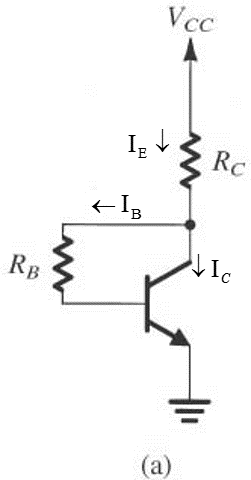 V_CC
I_E ↓
R_C
← I_B
R_B
↓ I_C
(a)